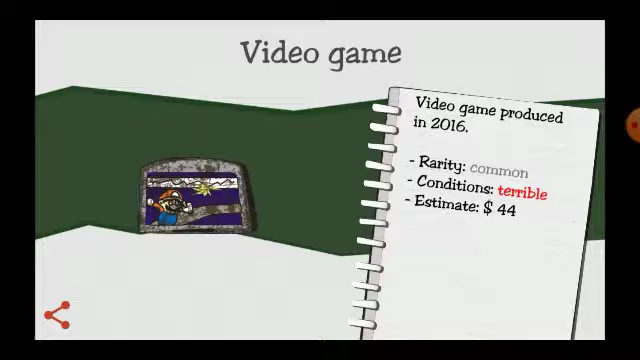 Video game
Video game produced
in 2016.
- Rarity: common
- Conditions: terrible
- Estimate: $ 44